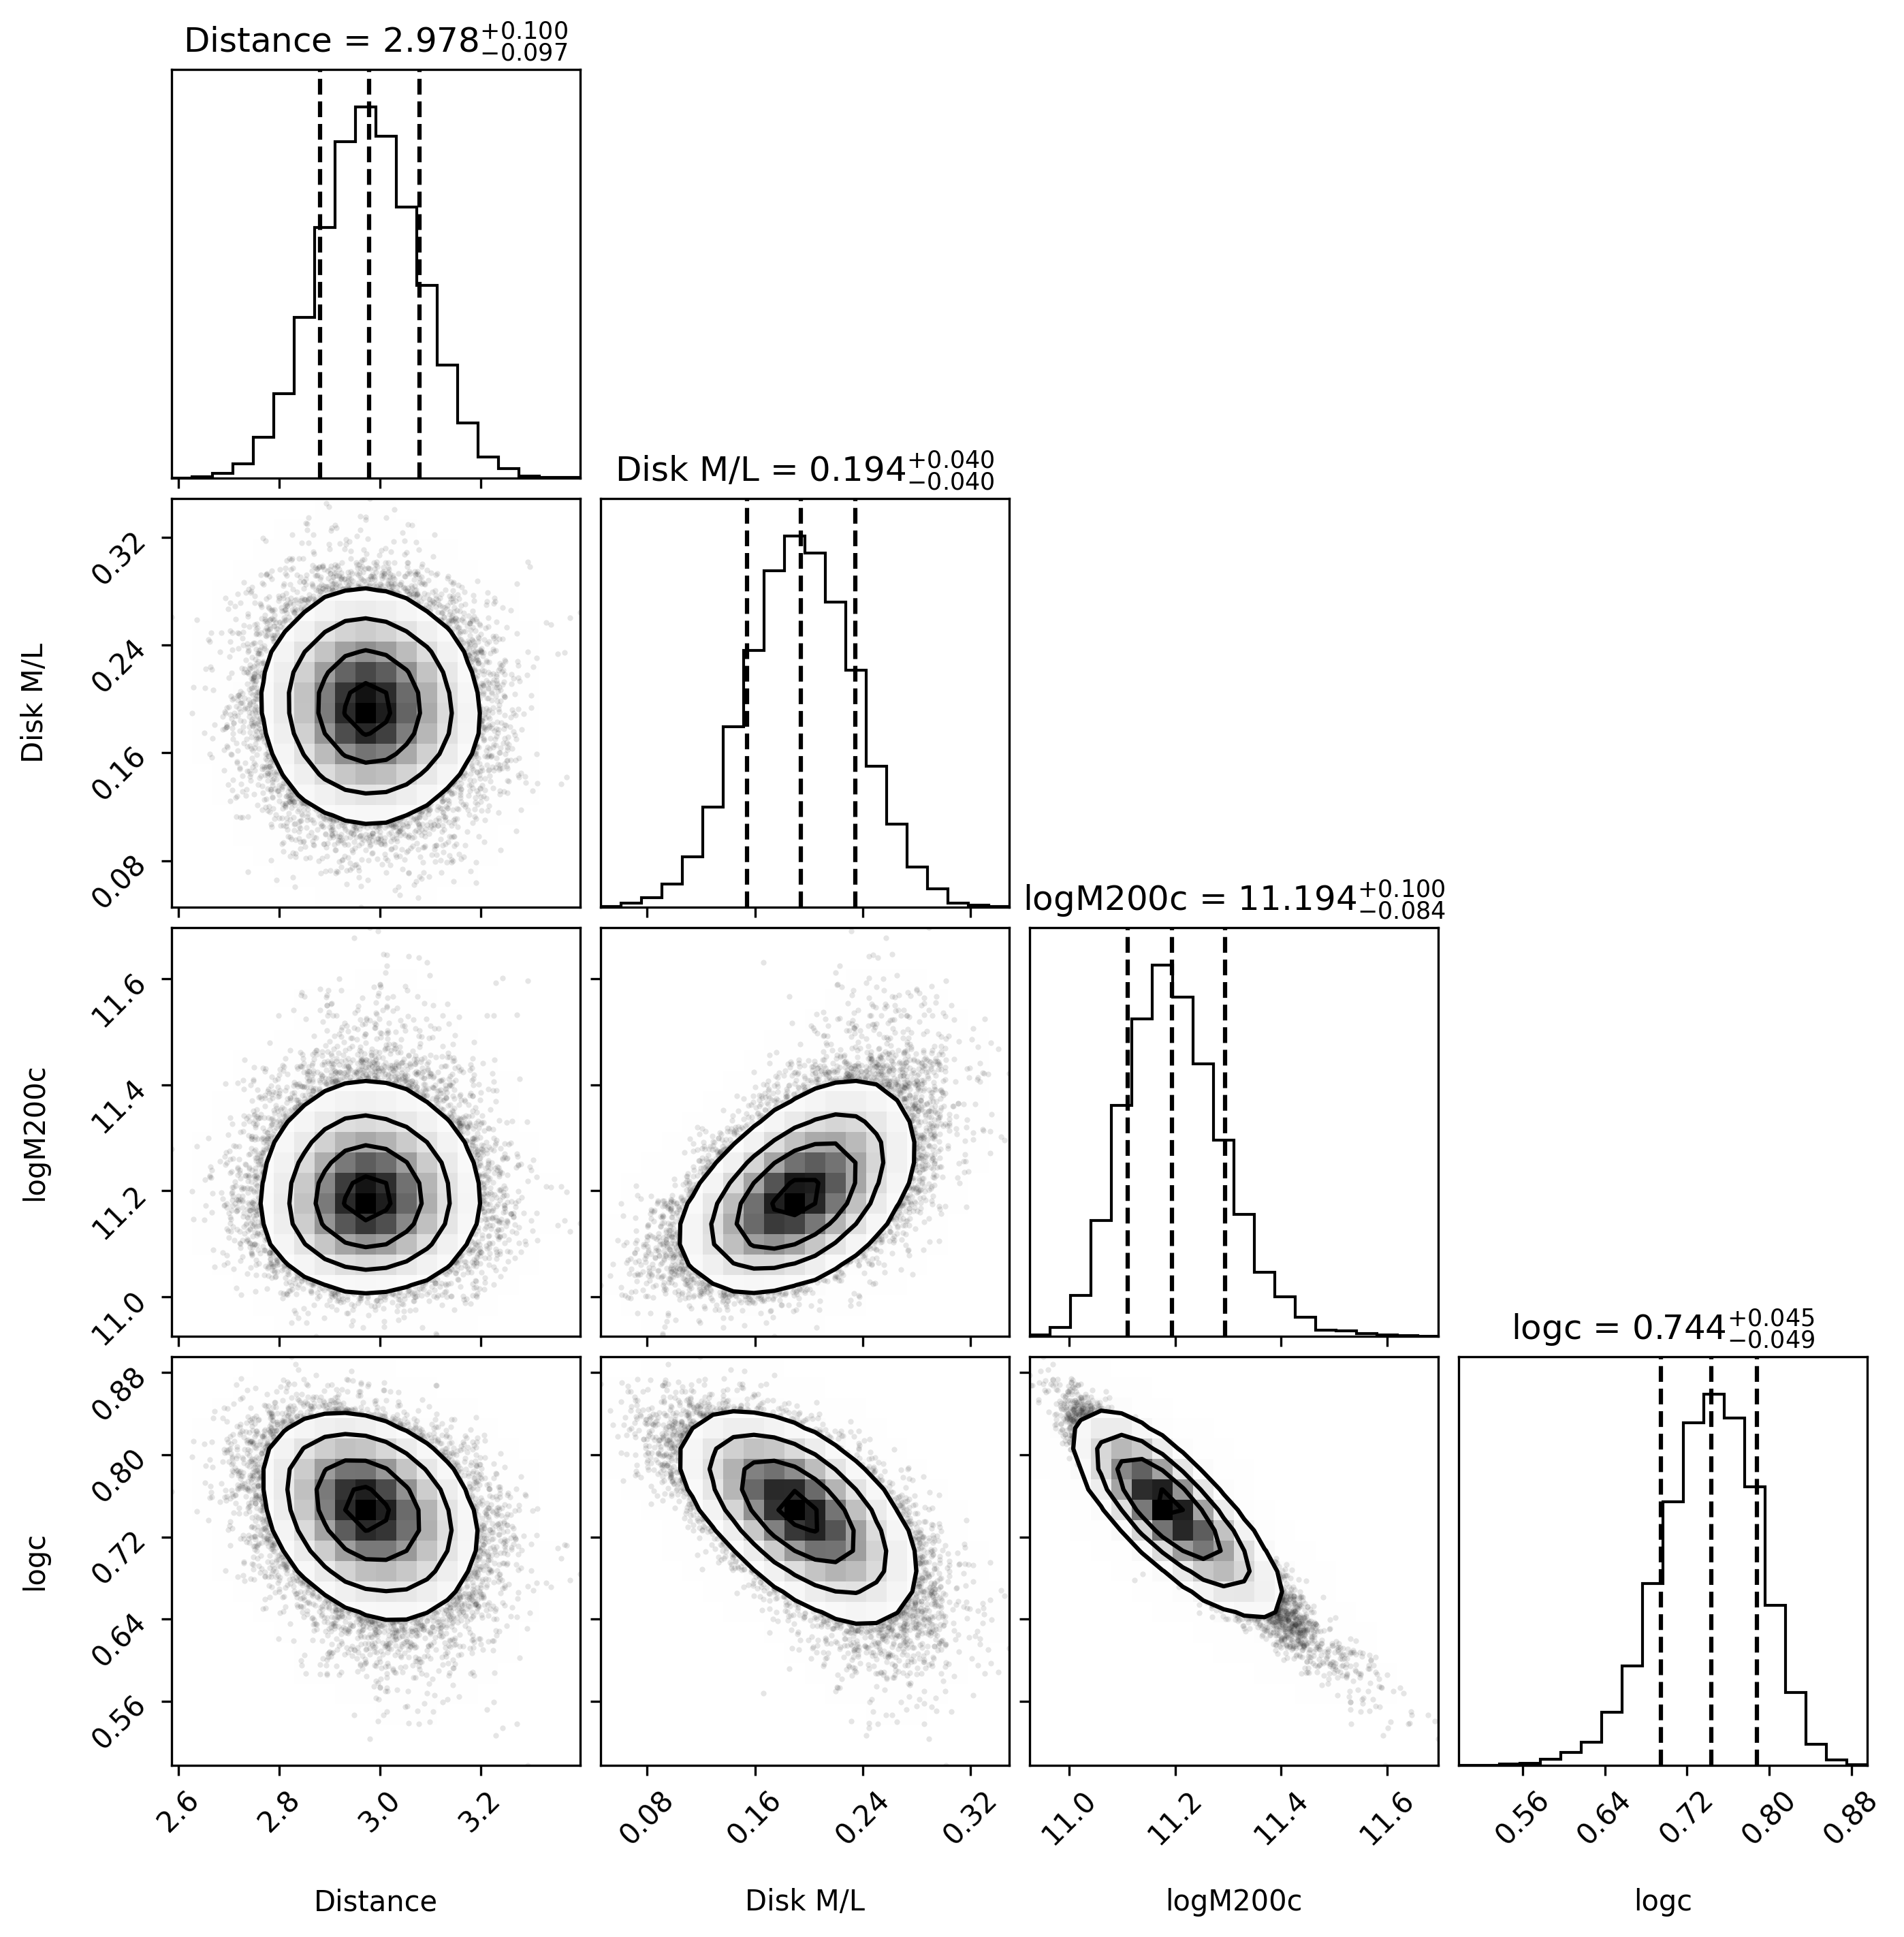 Distance = 2.978+0.100−0.097
Disk M/L = 0.194+0.040−0.040
0.32
0.24
0.16
0.08
Disk M/L
logM200c = 11.194+0.100−0.084
11.6
11.4
11.2
11.0
logM200c
logc = 0.744+0.045−0.049
0.88
0.80
0.72
0.64
0.56
logc
2.6 2.8 3.0 3.2
0.08 0.16 0.24 0.32
11.0 11.2 11.4 11.6
0.56 0.64 0.72 0.80 0.88
Distance
Disk M/L
logM200c
logc